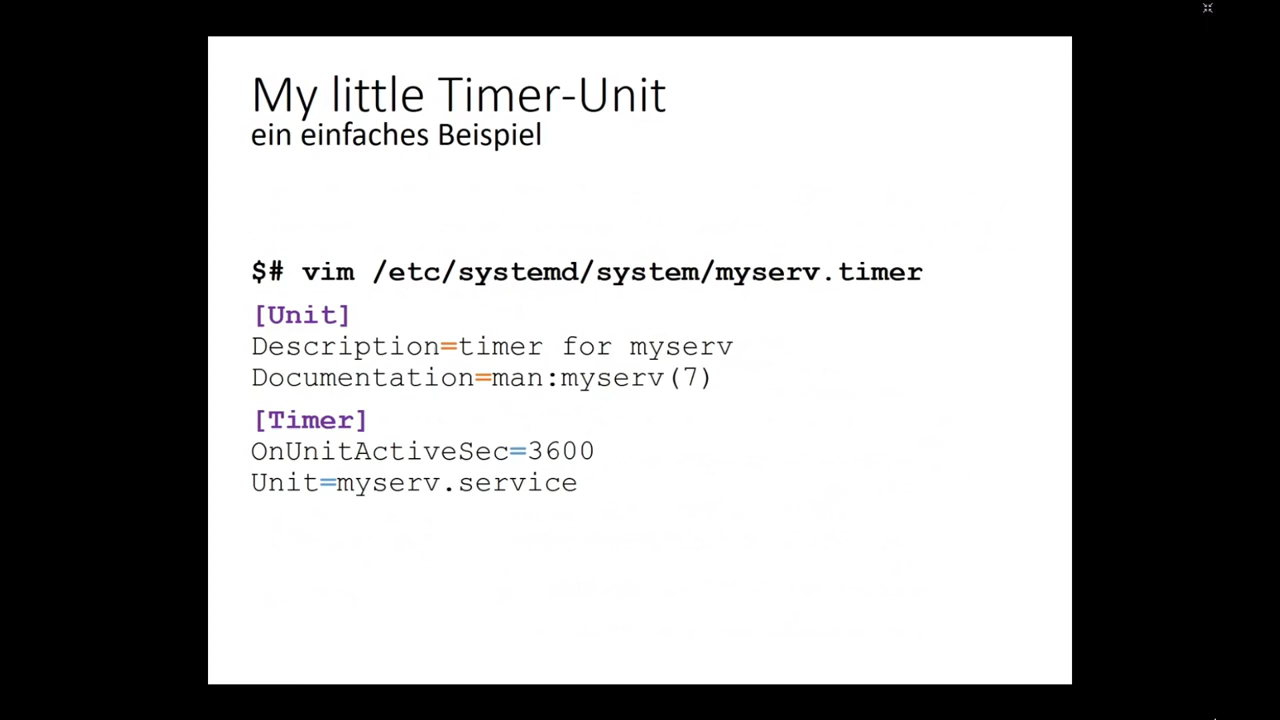 My little Timer-Unit
ein einfaches Beispiel
$# vim /etc/systemd/system/myserv.timer
[Unit]
Description=timer for myserv
Documentation=man:myserv(7)
[Timer]
OnUnitActiveSec=3600
Unit=myserv.service